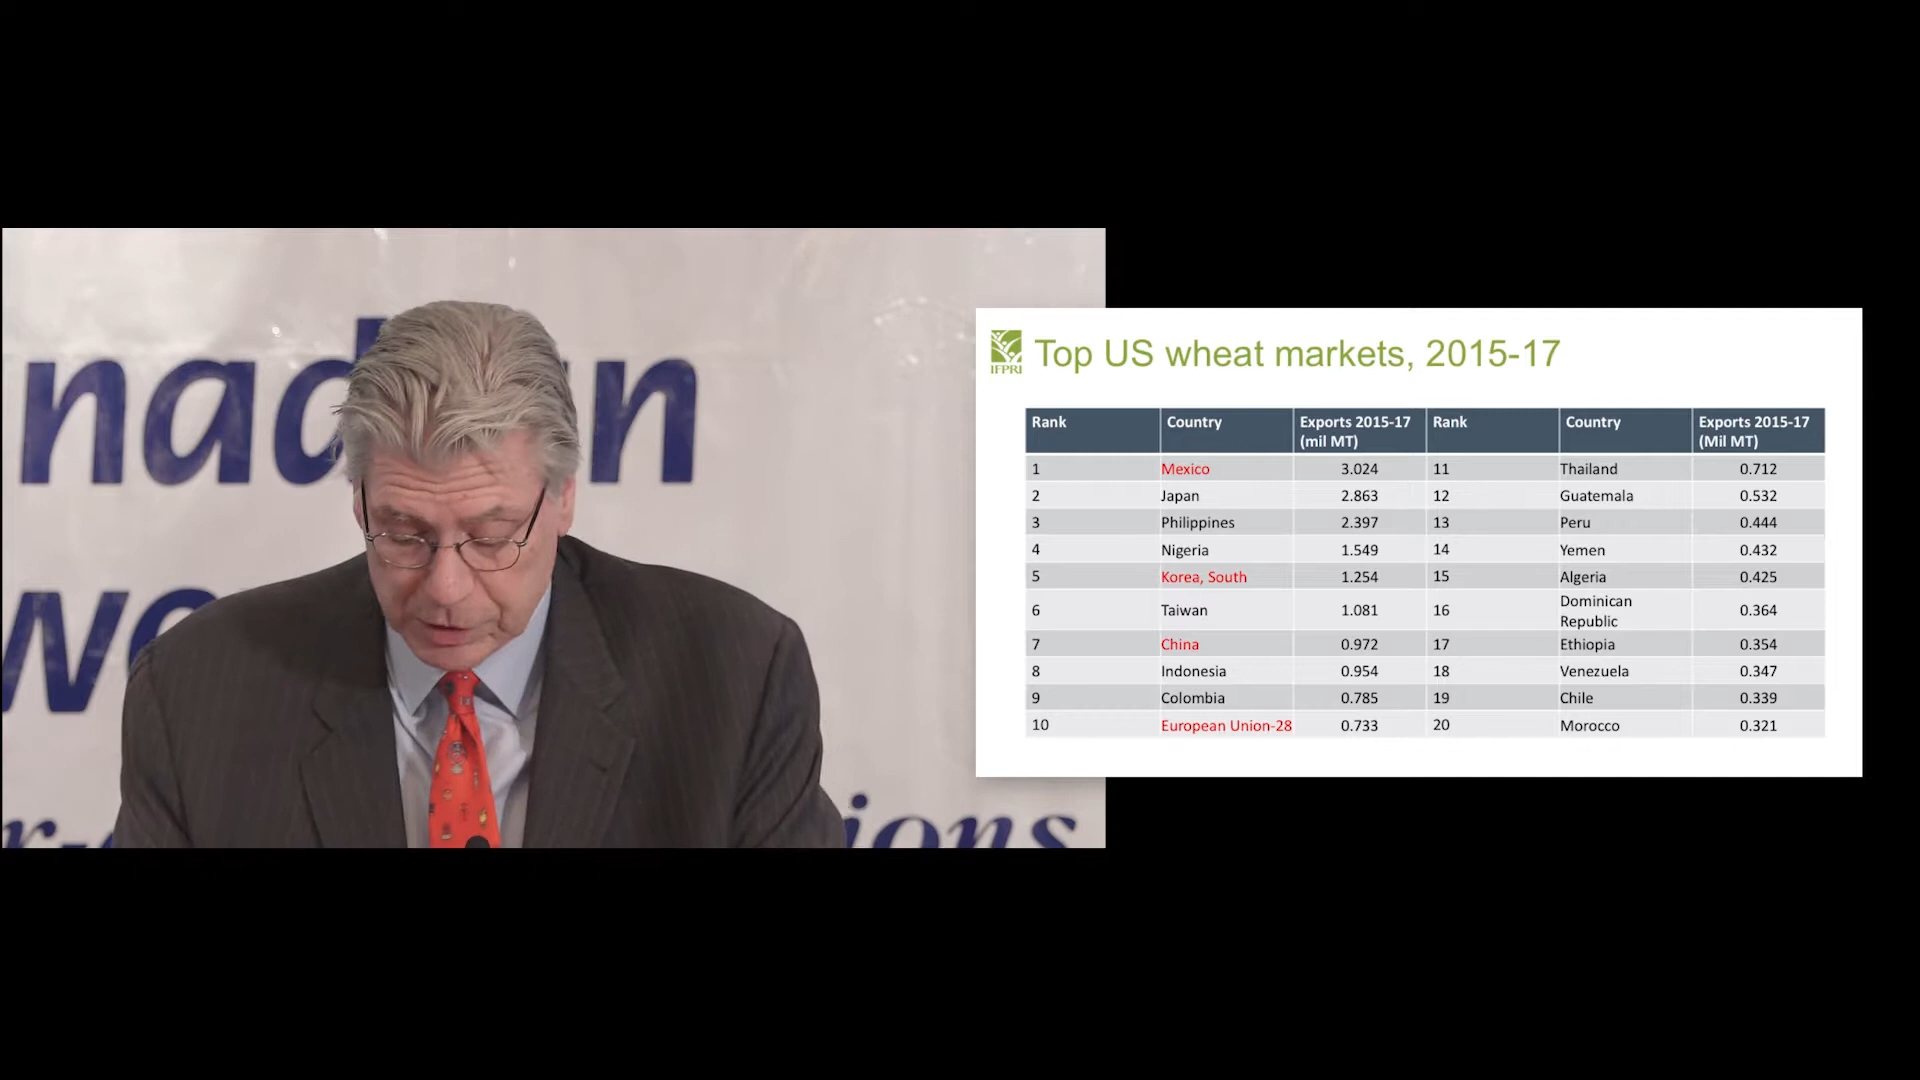 nad n
wo
r- ions
IFPRI
Top US wheat markets, 2015-17
Rank Country Exports 2015-17 (mil MT) Rank Country Exports 2015-17 (Mil MT)
1 Mexico 3.024 11 Thailand 0.712
2 Japan 2.863 12 Guatemala 0.532
3 Philippines 2.397 13 Peru 0.444
4 Nigeria 1.549 14 Yemen 0.432
5 Korea, South 1.254 15 Algeria 0.425
6 Taiwan 1.081 16 Dominican Republic 0.364
7 China 0.972 17 Ethiopia 0.354
8 Indonesia 0.954 18 Venezuela 0.347
9 Colombia 0.785 19 Chile 0.339
10 European Union-28 0.733 20 Morocco 0.321